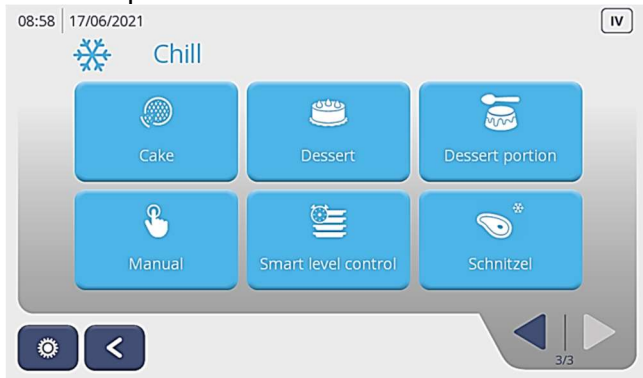 08:58 17/06/2021 IV
Chill
Cake Dessert Dessert portion
Manual Smart level control Schnitzel
3/3